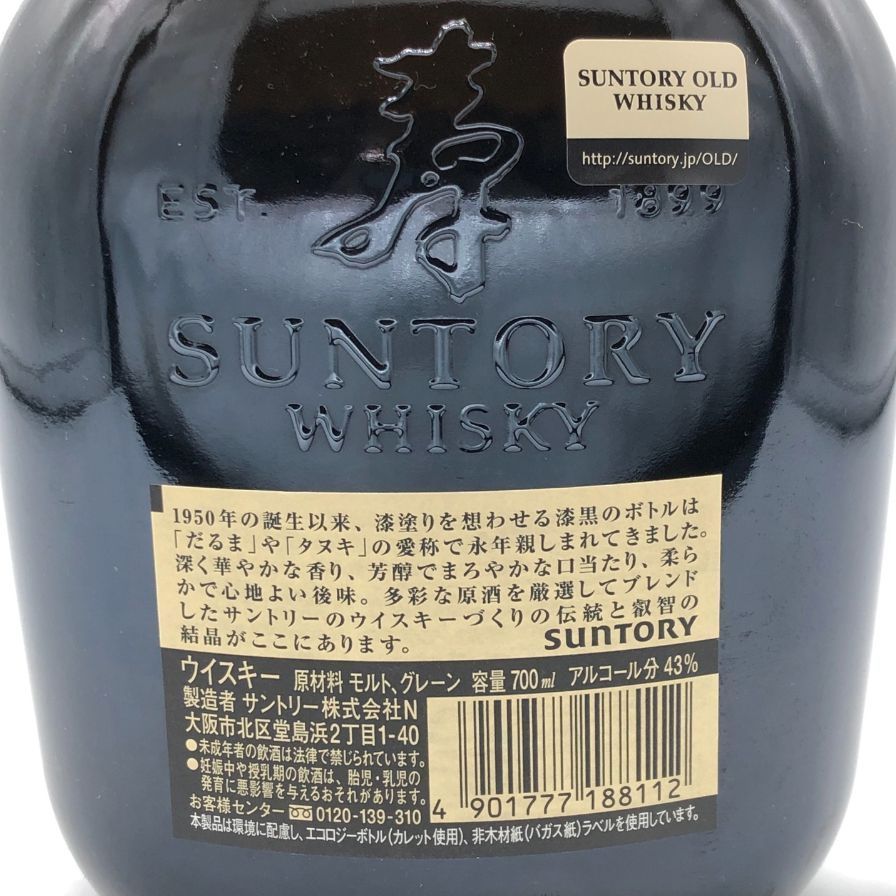 寿
SUNTORY OLD
WHISKY
http://suntory.jp/OLD/
EST. 1899
SUNTORY
WHISKY
1950年の誕生以来、漆塗りを想わせる漆黒のボトルは
「だるま」や「タヌキ」の愛称で永年親しまれてきました。
深く華やかな香り、芳醇でまろやかな口当たり、柔ら
かで心地よい後味。多彩な原酒を厳選してブレンド
したサントリーのウイスキーづくりの伝統と叡智の
結晶がここにあります。
SUNTORY
ウイスキー 原材料 モルト、グレーン 容量 700ml アルコール分 43%
製造者 サントリー株式会社N
大阪市北区堂島浜2丁目1-40
●未成年者の飲酒は法律で禁じられています。
●妊娠中や授乳期の飲酒は、胎児・乳児の
発育に悪影響を与えるおそれがあります。
お客様センター 0120-139-310
4 901777 188112
本製品は環境に配慮し、エコロジーボトル(カレット使用)、非木材紙(バガス紙)ラベルを使用しています。